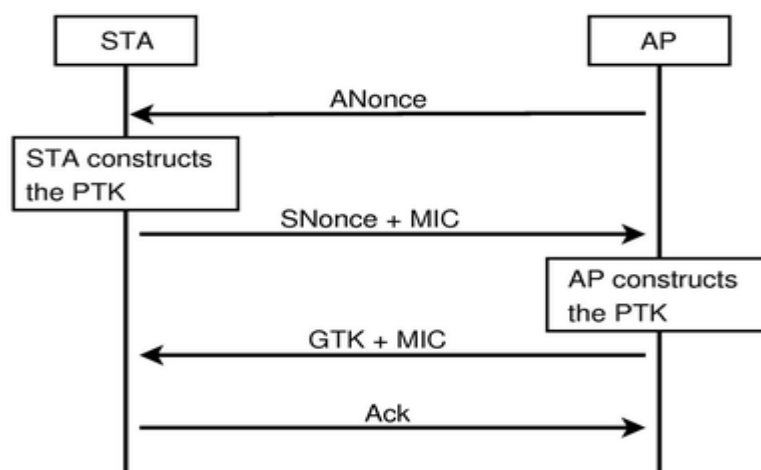 STA
AP
ANonce
STA constructs
the PTK
SNonce + MIC
AP constructs
the PTK
GTK + MIC
Ack